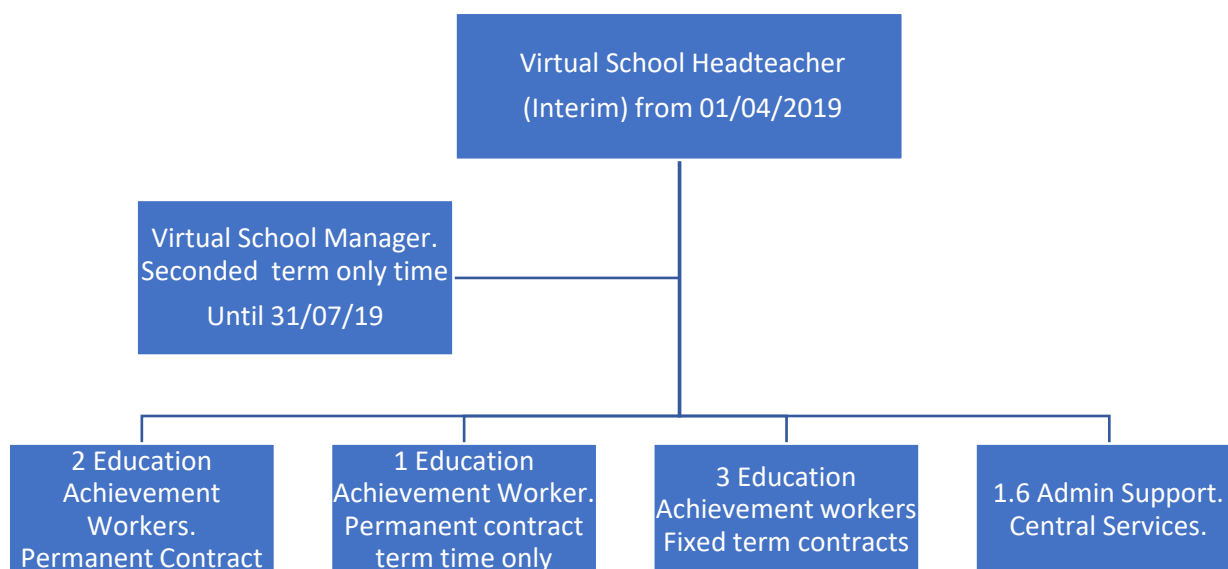 Virtual School Headteacher
(Interim) from 01/04/2019
Virtual School Manager.
Seconded term only time
Until 31/07/19
2 Education
Achievement
Workers.
Permanent Contract
1 Education
Achievement Worker.
Permanent contract
term time only
3 Education
Achievement workers
Fixed term contracts
1.6 Admin Support.
Central Services.